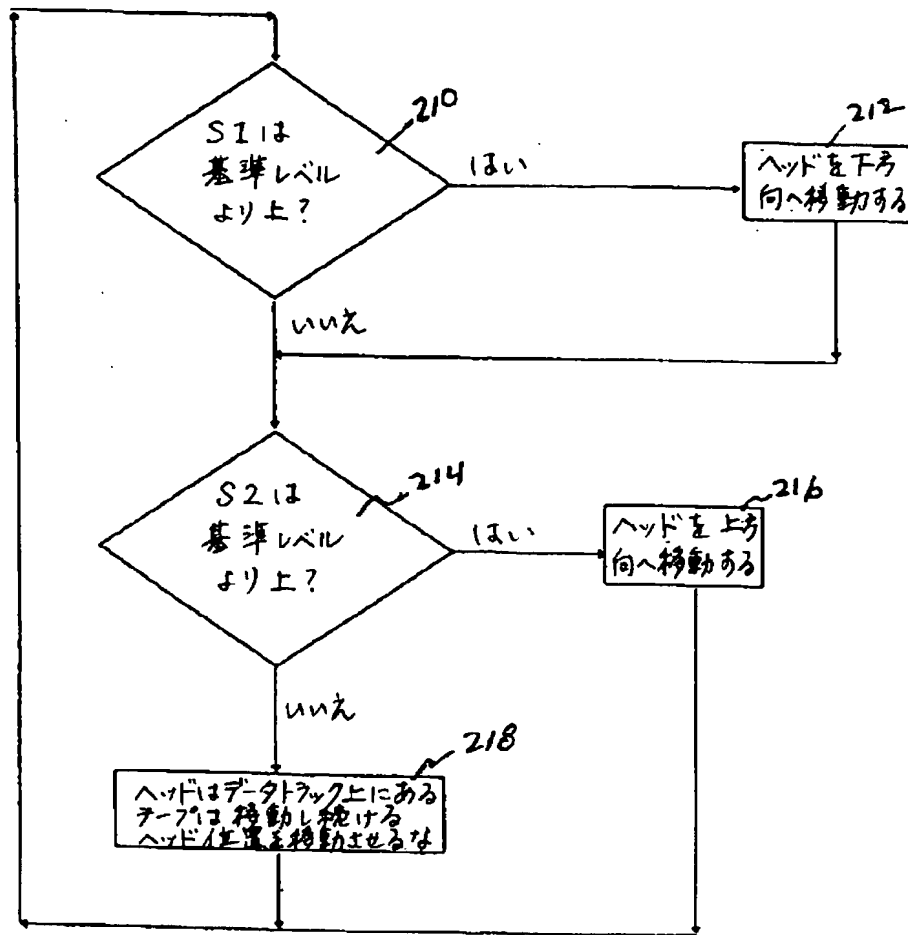 S1は
基準レベル
より上?
210
はい
212
ヘッドを下方
向へ移動する
いいえ
S2は
基準レベル
より上?
214
はい
216
ヘッドを上方
向へ移動する
いいえ
218
ヘッドはデータトラック上にある
テープは移動し続ける
ヘッド位置を移動させるな